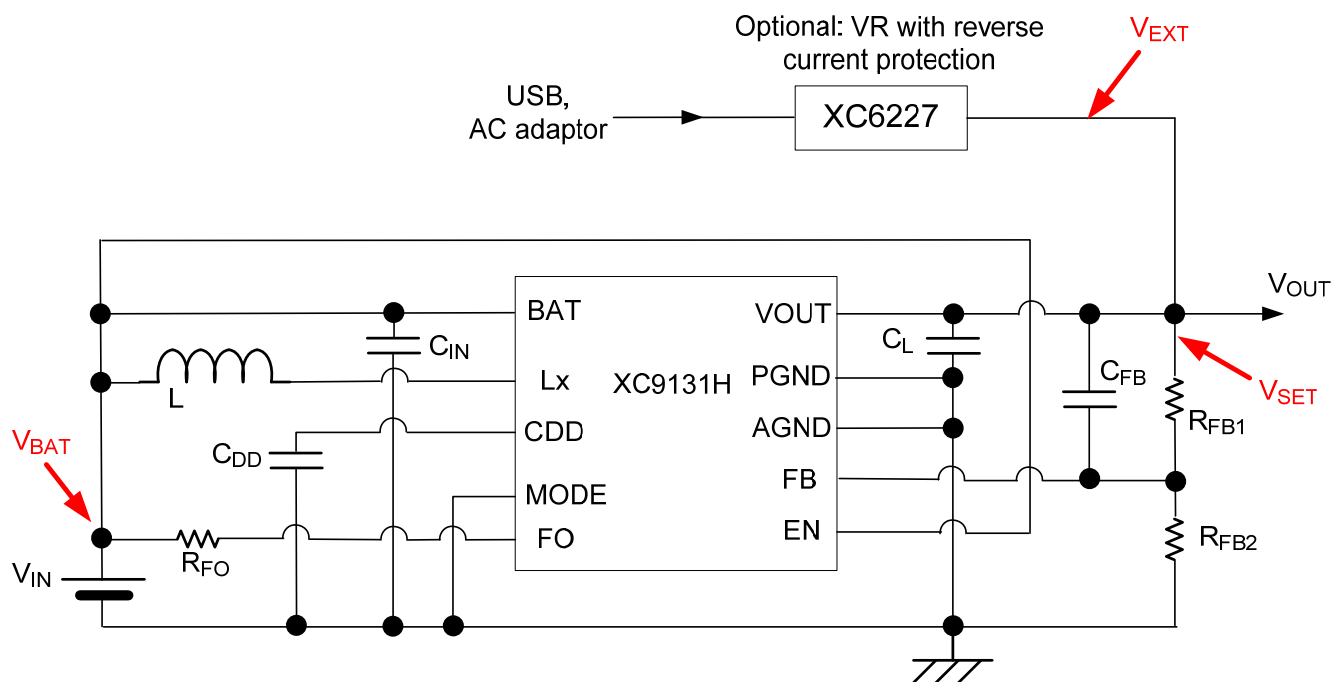 Optional: VR with reverse
current protection
VEXT
USB,
AC adaptor
XC6227
BAT
VOUT
VOUT
CIN
CL
L
Lx
XC9131H
PGND
CFB
VSET
VBAT
CDD
CDD
AGND
RFB1
MODE
FB
RFO
FO
EN
RFB2
VIN